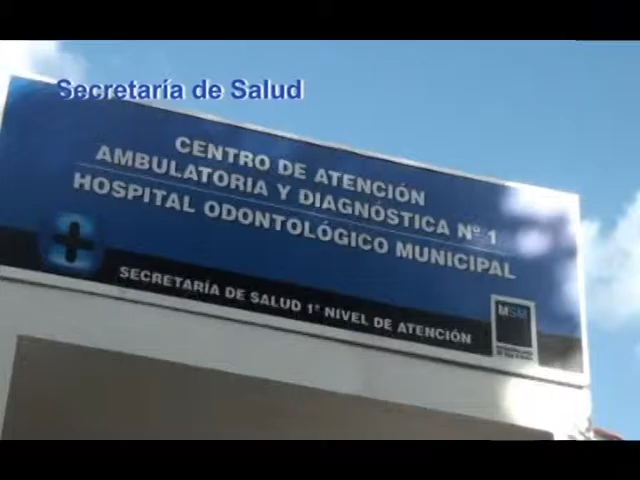 Secretaría de Salud
CENTRO DE ATENCIÓN
AMBULATORIA Y DIAGNÓSTICA Nº 1
HOSPITAL ODONTOLÓGICO MUNICIPAL
SECRETARÍA DE SALUD 1º NIVEL DE ATENCIÓN
MSM